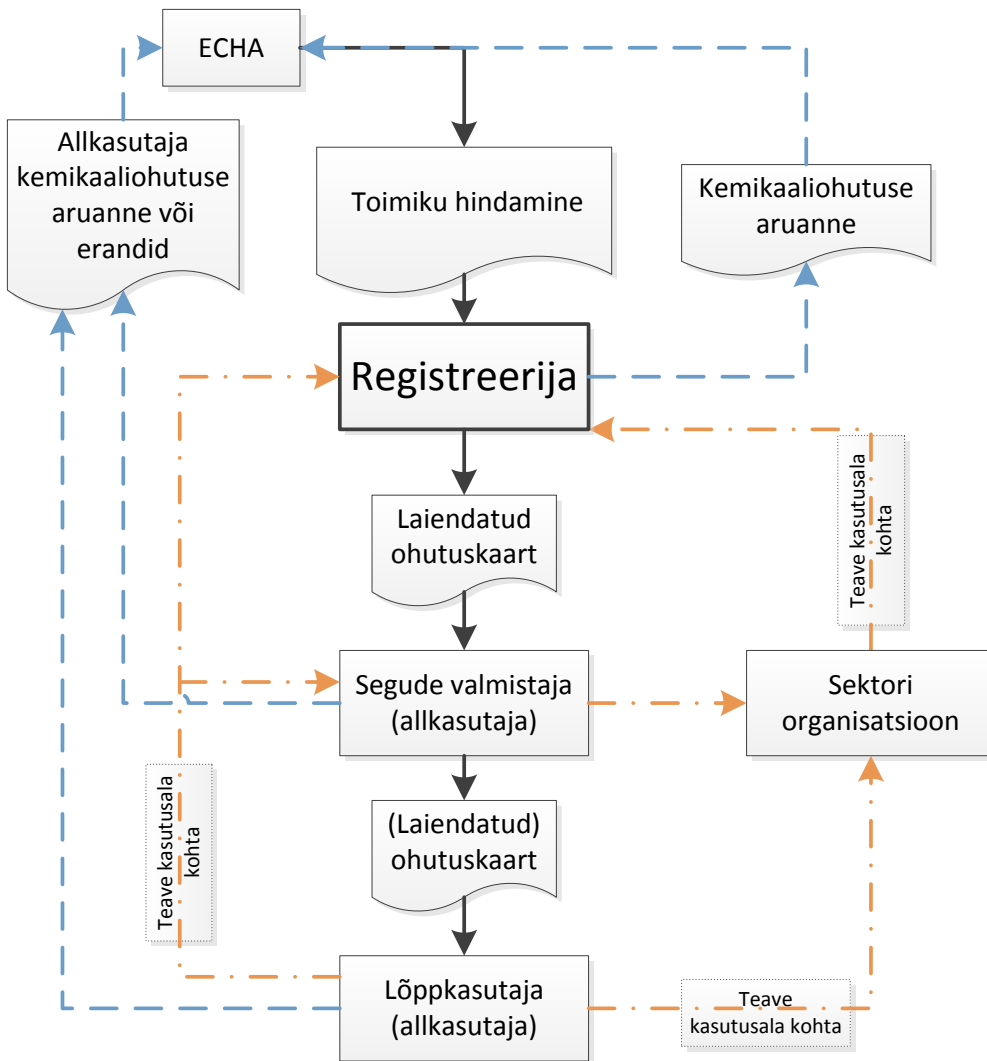 ECHA
Allkasutaja
kemikaaliohutuse
aruanne või
erandid
Toimiku hindamine
Kemikaaliohutuse
aruanne
Registreerija
Laiendatud
ohutuskaart
Teave kasutusala
kohta
Segude valmistaja
(allkasutaja)
Sektori
organisatsioon
Teave kasutusala
kohta
(Laiendatud)
ohutuskaart
Lõppkasutaja
(allkasutaja)
Teave
kasutusala kohta